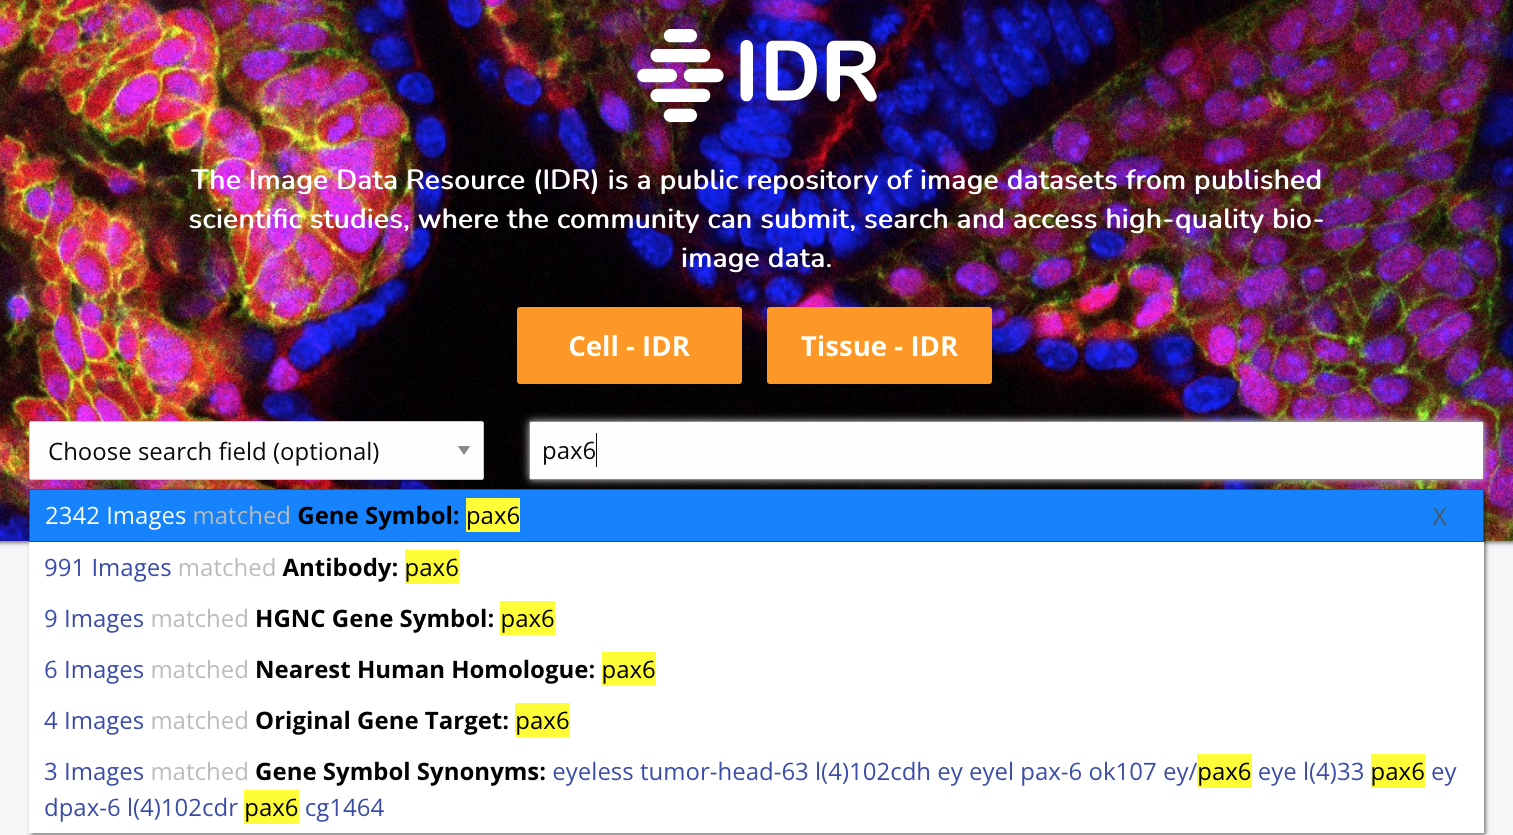 IDR
The Image Data Resource (IDR) is a public repository of image datasets from published
scientific studies, where the community can submit, search and access high-quality bio-
image data.
Cell - IDR
Tissue - IDR
Choose search field (optional)
pax6
2342 Images matched Gene Symbol: pax6 X
991 Images matched Antibody: pax6
9 Images matched HGNC Gene Symbol: pax6
6 Images matched Nearest Human Homologue: pax6
4 Images matched Original Gene Target: pax6
3 Images matched Gene Symbol Synonyms: eyeless tumor-head-63 l(4)102cdh ey eyel pax-6 ok107 ey/pax6 eye l(4)33 pax6 ey
dpax-6 l(4)102cdr pax6 cg1464